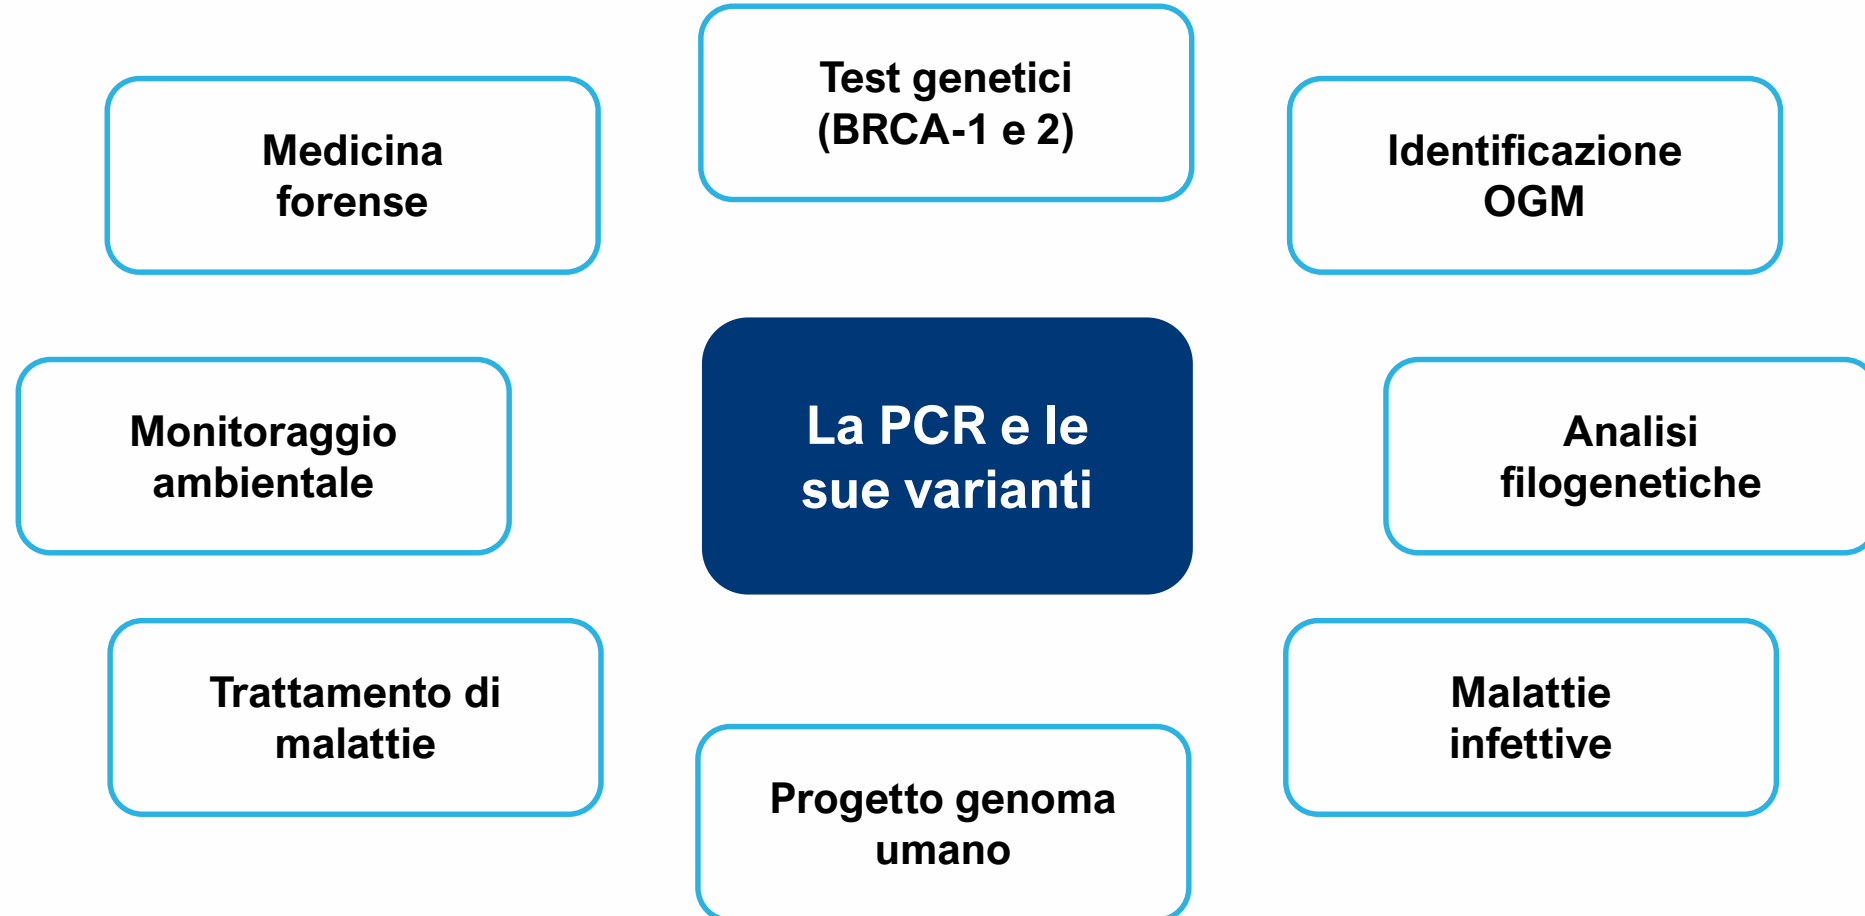 Test genetici
(BRCA-1 e 2)
Medicina
forense
Identificazione
OGM
Monitoraggio
ambientale
La PCR e le
sue varianti
Analisi
filogenetiche
Trattamento di
malattie
Malattie
infettive
Progetto genoma
umano